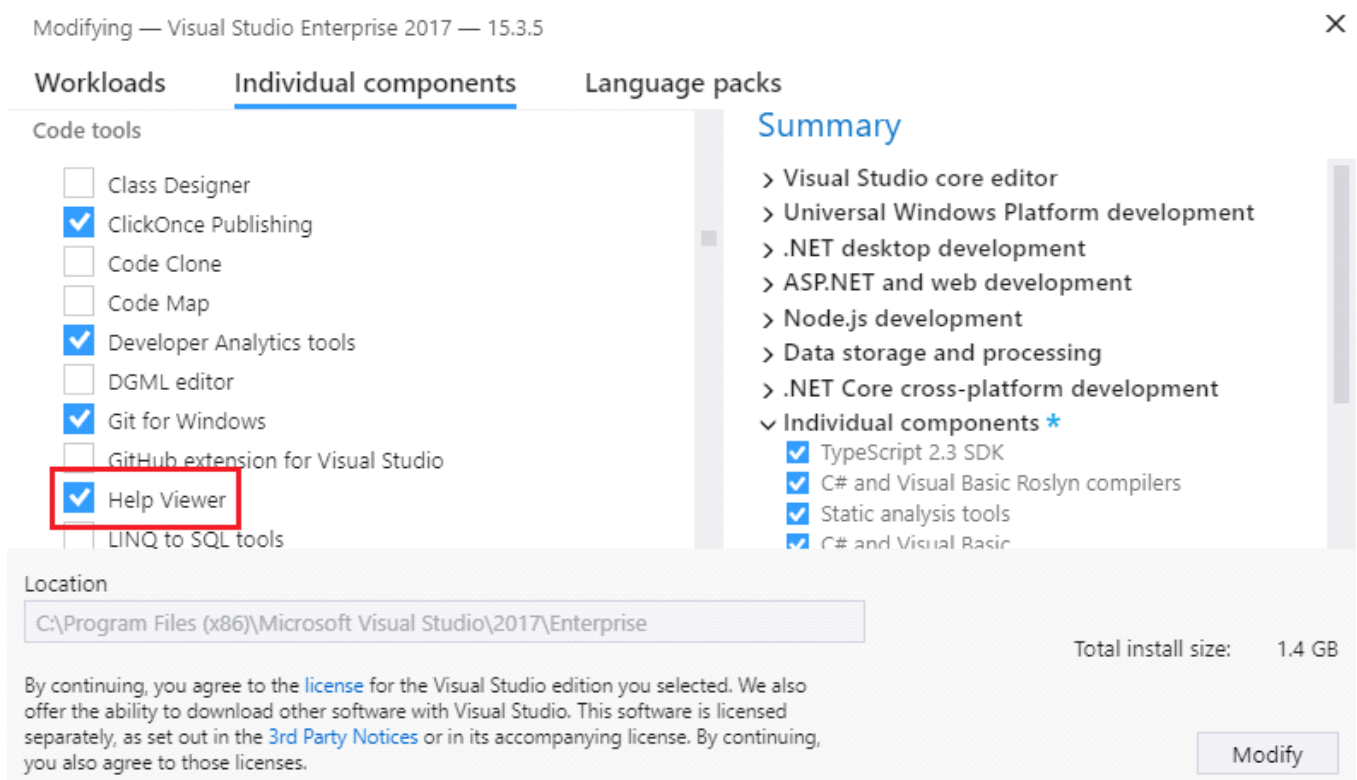 Modifying — Visual Studio Enterprise 2017 — 15.3.5
Workloads
Individual components
Language packs
Code tools
Class Designer
ClickOnce Publishing
Code Clone
Code Map
Developer Analytics tools
DGML editor
Git for Windows
GitHub extension for Visual Studio
Help Viewer
LINQ to SQL tools
Summary
Visual Studio core editor
Universal Windows Platform development
.NET desktop development
ASP.NET and web development
Node.js development
Data storage and processing
.NET Core cross-platform development
Individual components *
TypeScript 2.3 SDK
C# and Visual Basic Roslyn compilers
Static analysis tools
C# and Visual Basic
Location
C:\Program Files (x86)\Microsoft Visual Studio\2017\Enterprise
By continuing, you agree to the license for the Visual Studio edition you selected. We also
offer the ability to download other software with Visual Studio. This software is licensed
separately, as set out in the 3rd Party Notices or in its accompanying license. By continuing,
you also agree to those licenses.
Total install size: 1.4 GB
Modify